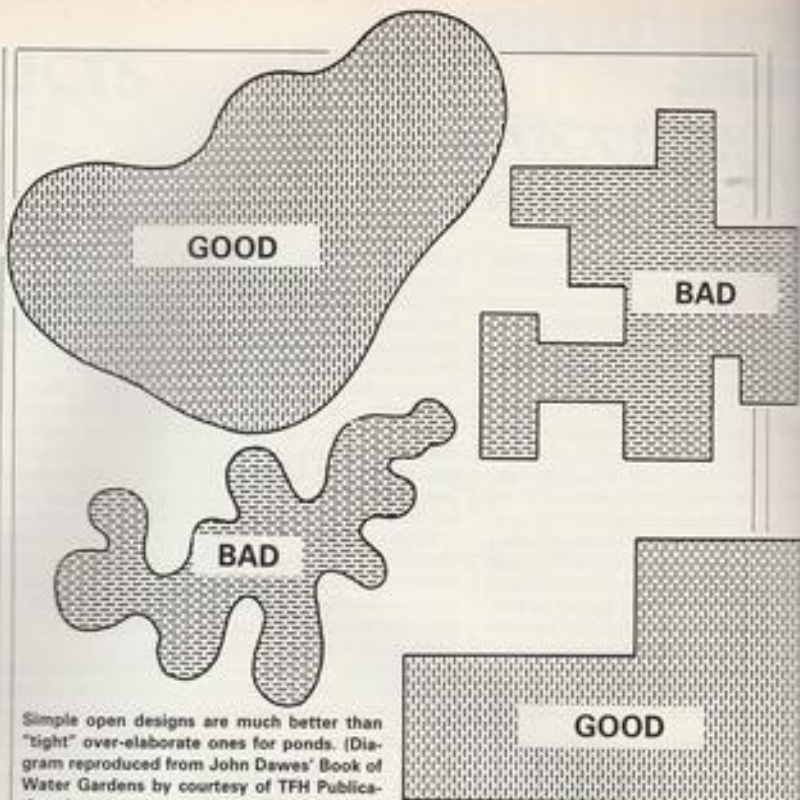 GOOD
BAD
BAD
GOOD
Simple open designs are much better than
"tight" over-elaborate ones for ponds. (Dia-
gram reproduced from John Dawes' Book of
Water Gardens by courtesy of TFH Publica-